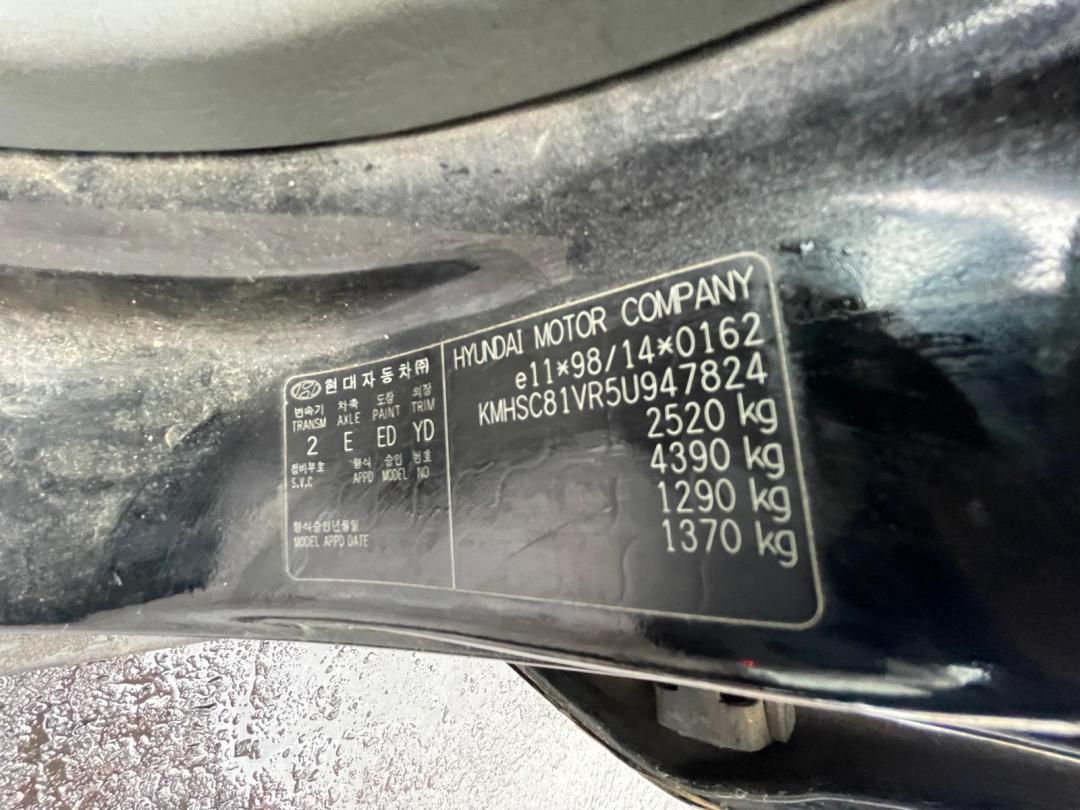 현대자동차㈜
변속기 차축 도장 의장
TRANSM AXLE PAINT TRIM
2 E ED YD
정비부호 형식 승인 번호
S.V.C APPD MODEL NO
형식승인년월일
MODEL APPD DATE
HYUNDAI MOTOR COMPANY
e11*98/14*0162
KMHSC81VR5U947824
2520 kg
4390 kg
1290 kg
1370 kg